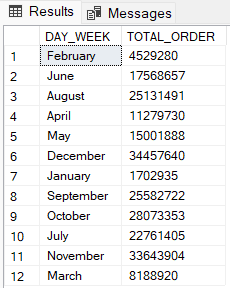 Results Messages
DAY_WEEK TOTAL_ORDER
1 February 4529280
2 June 17568657
3 August 25131491
4 April 11279730
5 May 15001888
6 December 34457640
7 January 1702935
8 September 25582722
9 October 28073353
10 July 22761405
11 November 33643904
12 March 8188920